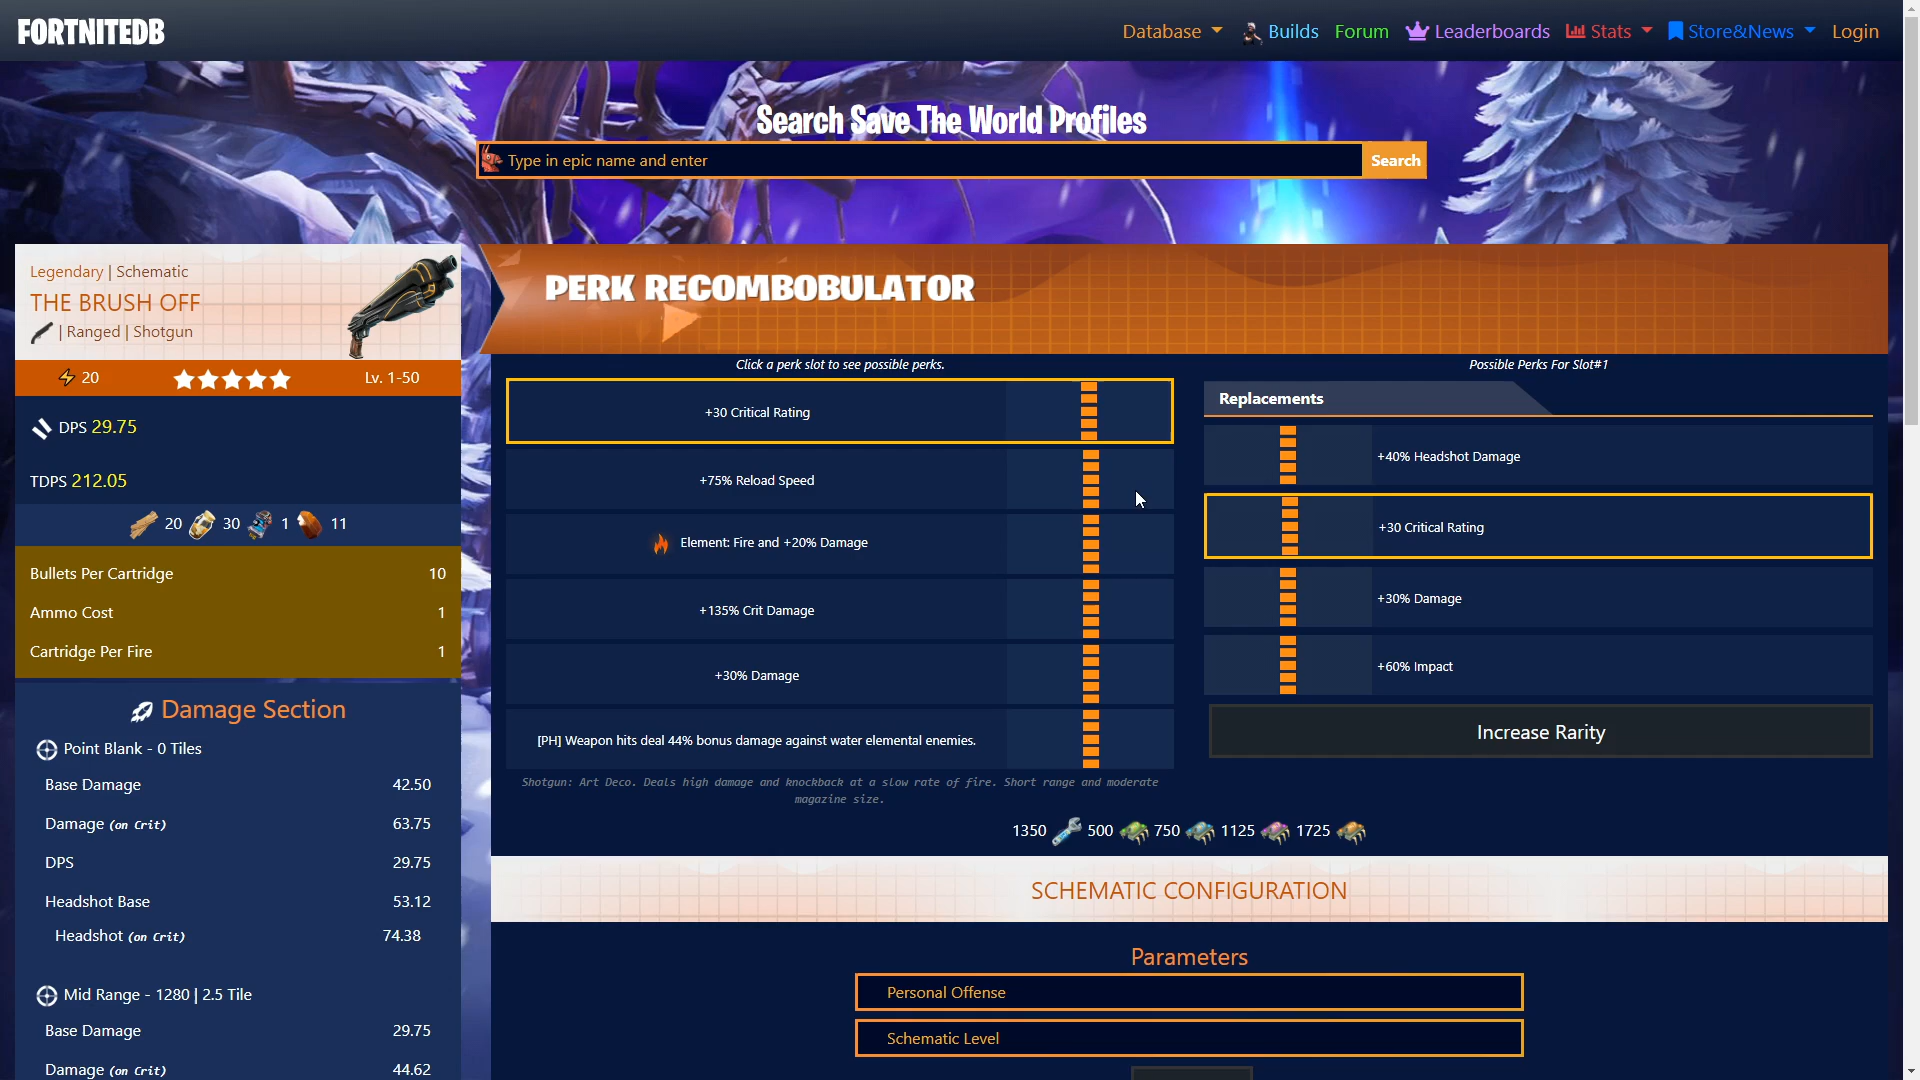 FORTNITEDB
Database Builds Forum Leaderboards Stats Store&News Login
Search Save The World Profiles
Type in epic name and enter Search
Legendary | Schematic
THE BRUSH OFF
| Ranged | Shotgun
20 Lv. 1-50
DPS 29.75
TDPS 212.05
20 30 1 11
Bullets Per Cartridge 10
Ammo Cost 1
Cartridge Per Fire 1
Damage Section
Point Blank - 0 Tiles
Base Damage 42.50
Damage (on Crit) 63.75
DPS 29.75
Headshot Base 53.12
Headshot (on Crit) 74.38
Mid Range - 1280 | 2.5 Tile
Base Damage 29.75
Damage (on Crit) 44.62
PERK RECOMBOBULATOR
Click a perk slot to see possible perks.
+30 Critical Rating
+75% Reload Speed
Element: Fire and +20% Damage
+135% Crit Damage
+30% Damage
[PH] Weapon hits deal 44% bonus damage against water elemental enemies.
Shotgun: Art Deco. Deals high damage and knockback at a slow rate of fire. Short range and moderate
magazine size.
Possible Perks For Slot#1
Replacements
+40% Headshot Damage
+30 Critical Rating
+30% Damage
+60% Impact
Increase Rarity
1350 500 750 1125 1725
SCHEMATIC CONFIGURATION
Parameters
Personal Offense
Schematic Level